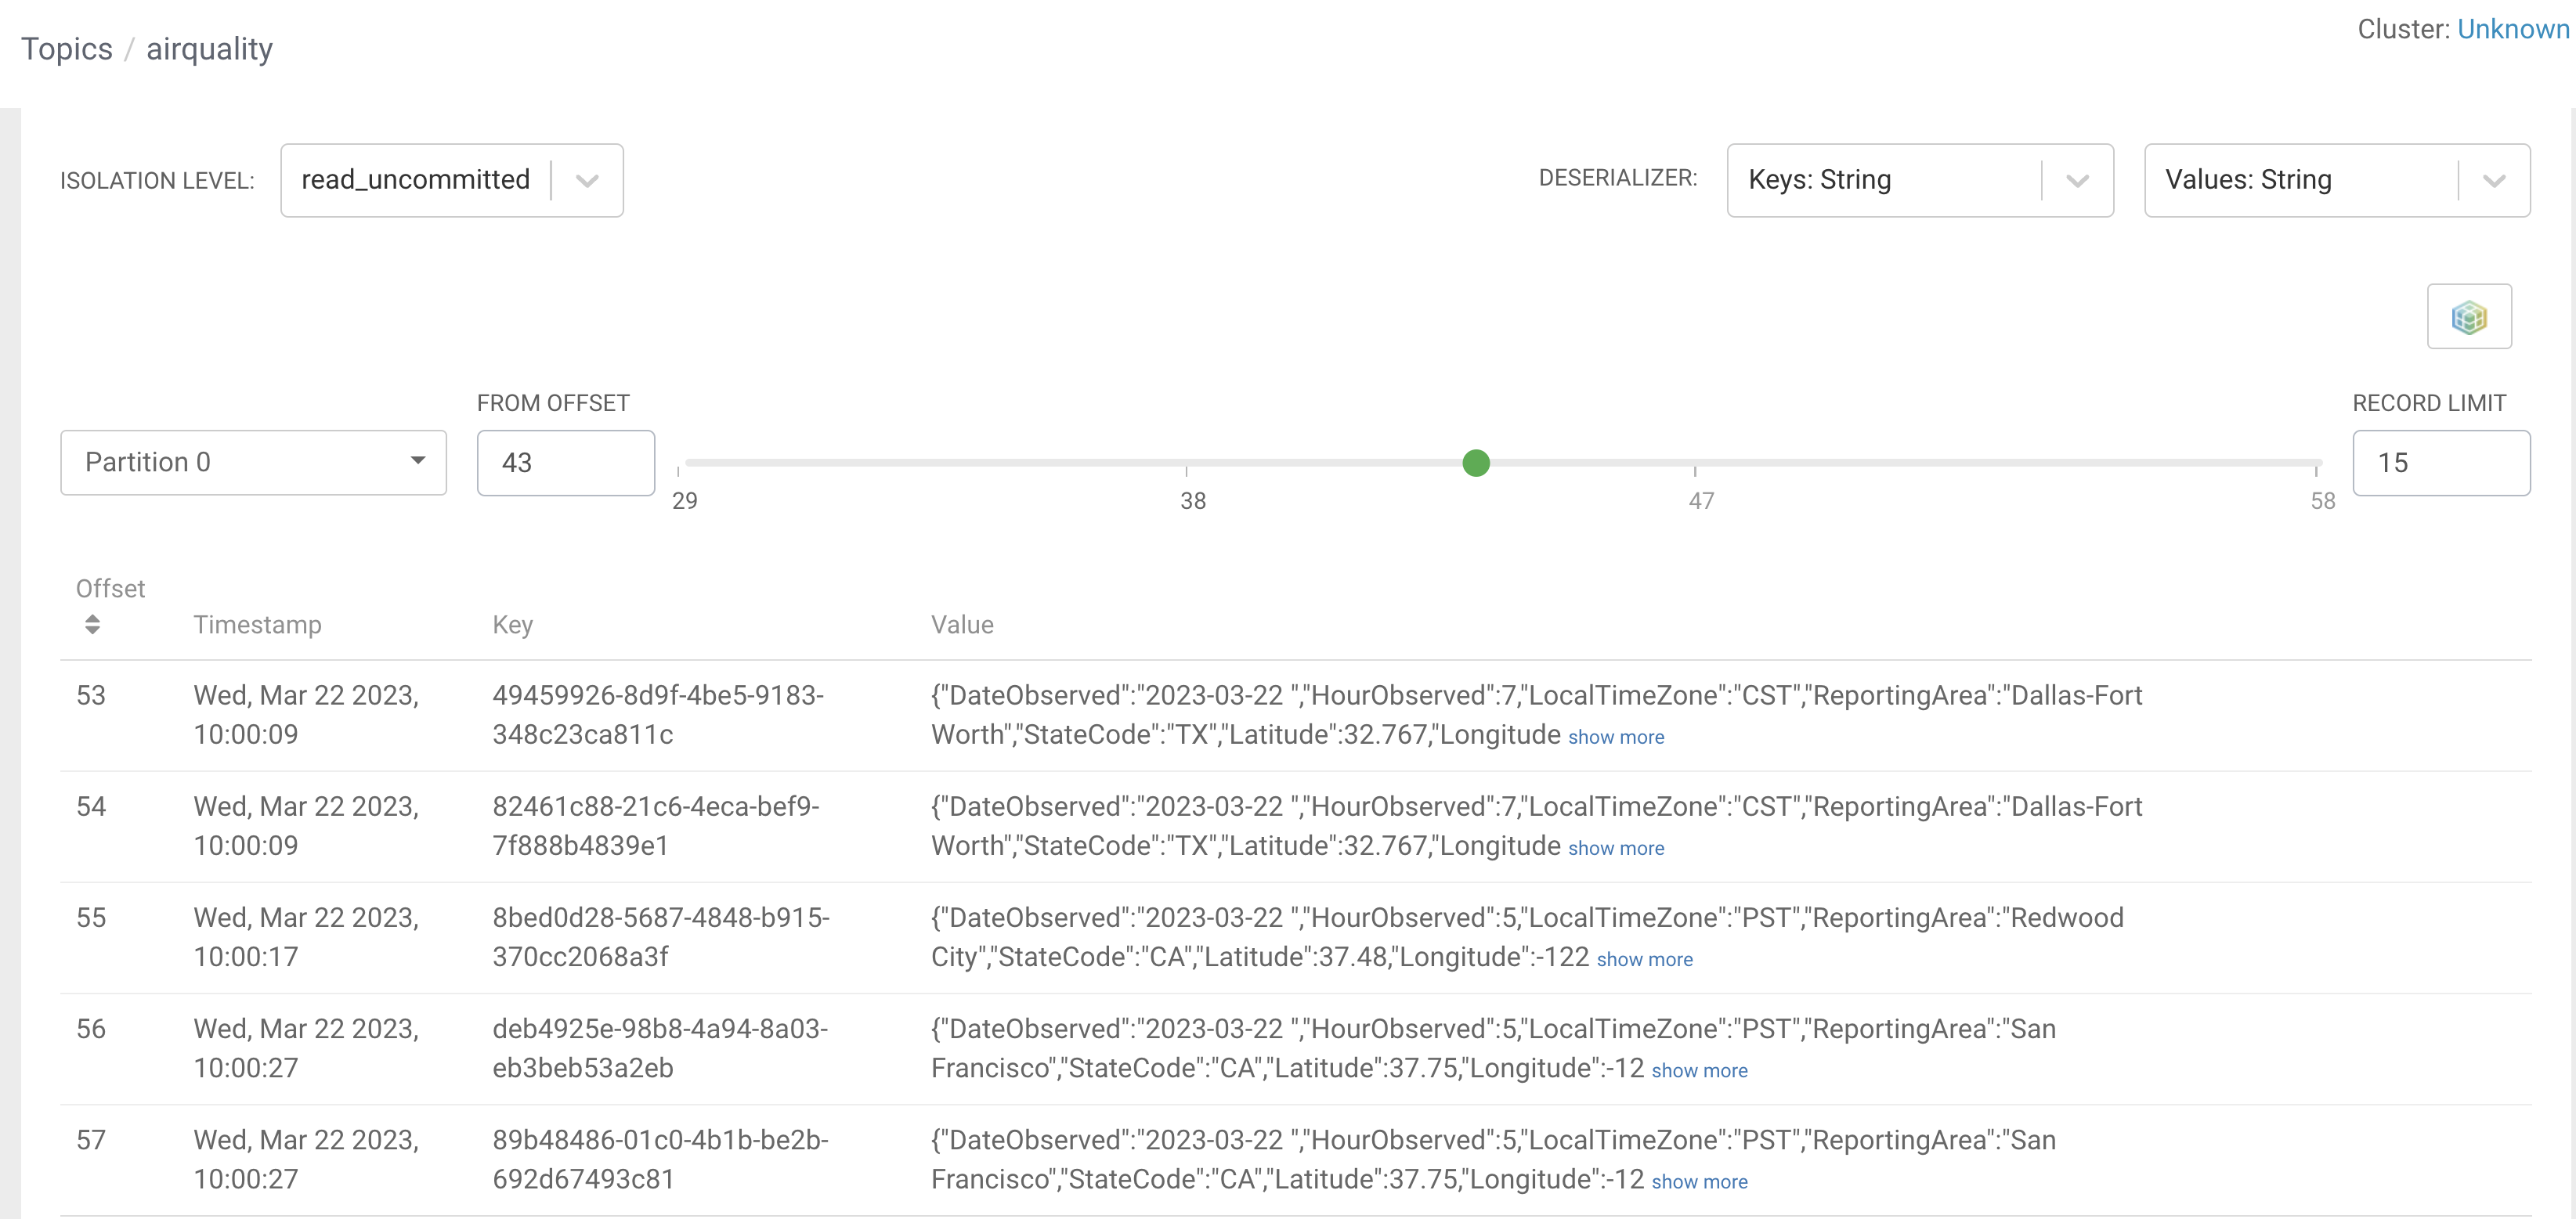 Cluster: Unknown
Topics / airquality
ISOLATION LEVEL: read_uncommitted DESERIALIZER: Keys: String Values: String
FROM OFFSET RECORD LIMIT
Partition 0 43 15
29 38 47 58
Offset
Timestamp Key Value
53 Wed, Mar 22 2023, 49459926-8d9f-4be5-9183- {"DateObserved":"2023-03-22 ","HourObserved":7,"LocalTimeZone":"CST","ReportingArea":"Dallas-Fort
10:00:09 348c23ca811c Worth","StateCode":"TX","Latitude":32.767,"Longitude show more
54 Wed, Mar 22 2023, 82461c88-21c6-4eca-bef9- {"DateObserved":"2023-03-22 ","HourObserved":7,"LocalTimeZone":"CST","ReportingArea":"Dallas-Fort
10:00:09 7f888b4839e1 Worth","StateCode":"TX","Latitude":32.767,"Longitude show more
55 Wed, Mar 22 2023, 8bed0d28-5687-4848-b915- {"DateObserved":"2023-03-22 ","HourObserved":5,"LocalTimeZone":"PST","ReportingArea":"Redwood
10:00:17 370cc2068a3f City","StateCode":"CA","Latitude":37.48,"Longitude":-122 show more
56 Wed, Mar 22 2023, deb4925e-98b8-4a94-8a03- {"DateObserved":"2023-03-22 ","HourObserved":5,"LocalTimeZone":"PST","ReportingArea":"San
10:00:27 eb3beb53a2eb Francisco","StateCode":"CA","Latitude":37.75,"Longitude":-12 show more
57 Wed, Mar 22 2023, 89b48486-01c0-4b1b-be2b- {"DateObserved":"2023-03-22 ","HourObserved":5,"LocalTimeZone":"PST","ReportingArea":"San
10:00:27 692d67493c81 Francisco","StateCode":"CA","Latitude":37.75,"Longitude":-12 show more